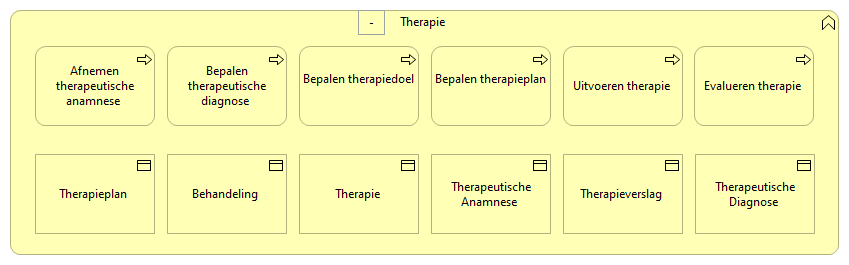 - Therapie
Afnemen
therapeutische
anamnese
Bepalen
therapeutische
diagnose
Bepalen therapiedoel
Bepalen therapieplan
Uitvoeren therapie
Evalueren therapie
Therapieplan
Behandeling
Therapie
Therapeutische
Anamnese
Therapieverslag
Therapeutische
Diagnose